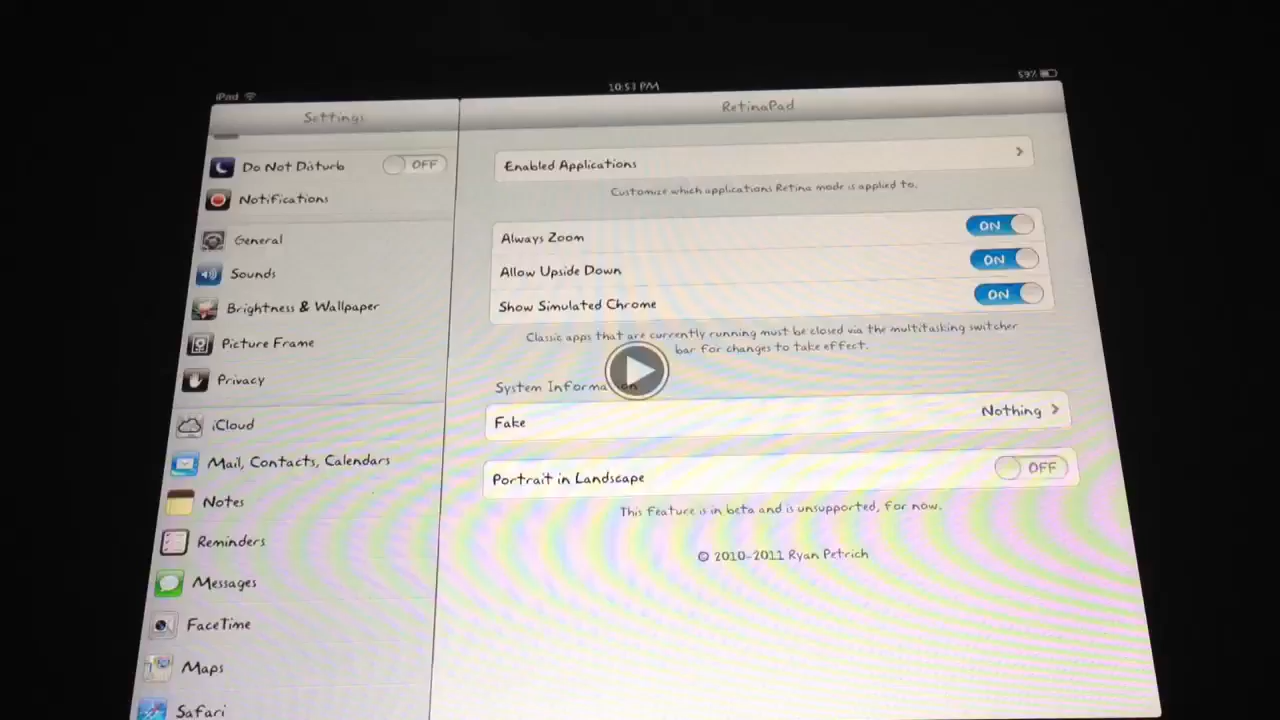 iPad
10:53 PM
59%
Settings
Do Not Disturb
OFF
Notifications
General
Sounds
Brightness & Wallpaper
Picture Frame
Privacy
iCloud
Mail, Contacts, Calendars
Notes
Reminders
Messages
FaceTime
Maps
Safari
RetinaPad
Enabled Applications
Customize which applications Retina mode is applied to.
Always Zoom
ON
Allow Upside Down
ON
Show Simulated Chrome
ON
Classic apps that are currently running must be closed via the multitasking switcher
bar for changes to take effect.
System Information
Fake
Nothing
Portrait in Landscape
OFF
This feature is in beta and is unsupported, for now.
© 2010-2011 Ryan Petrich